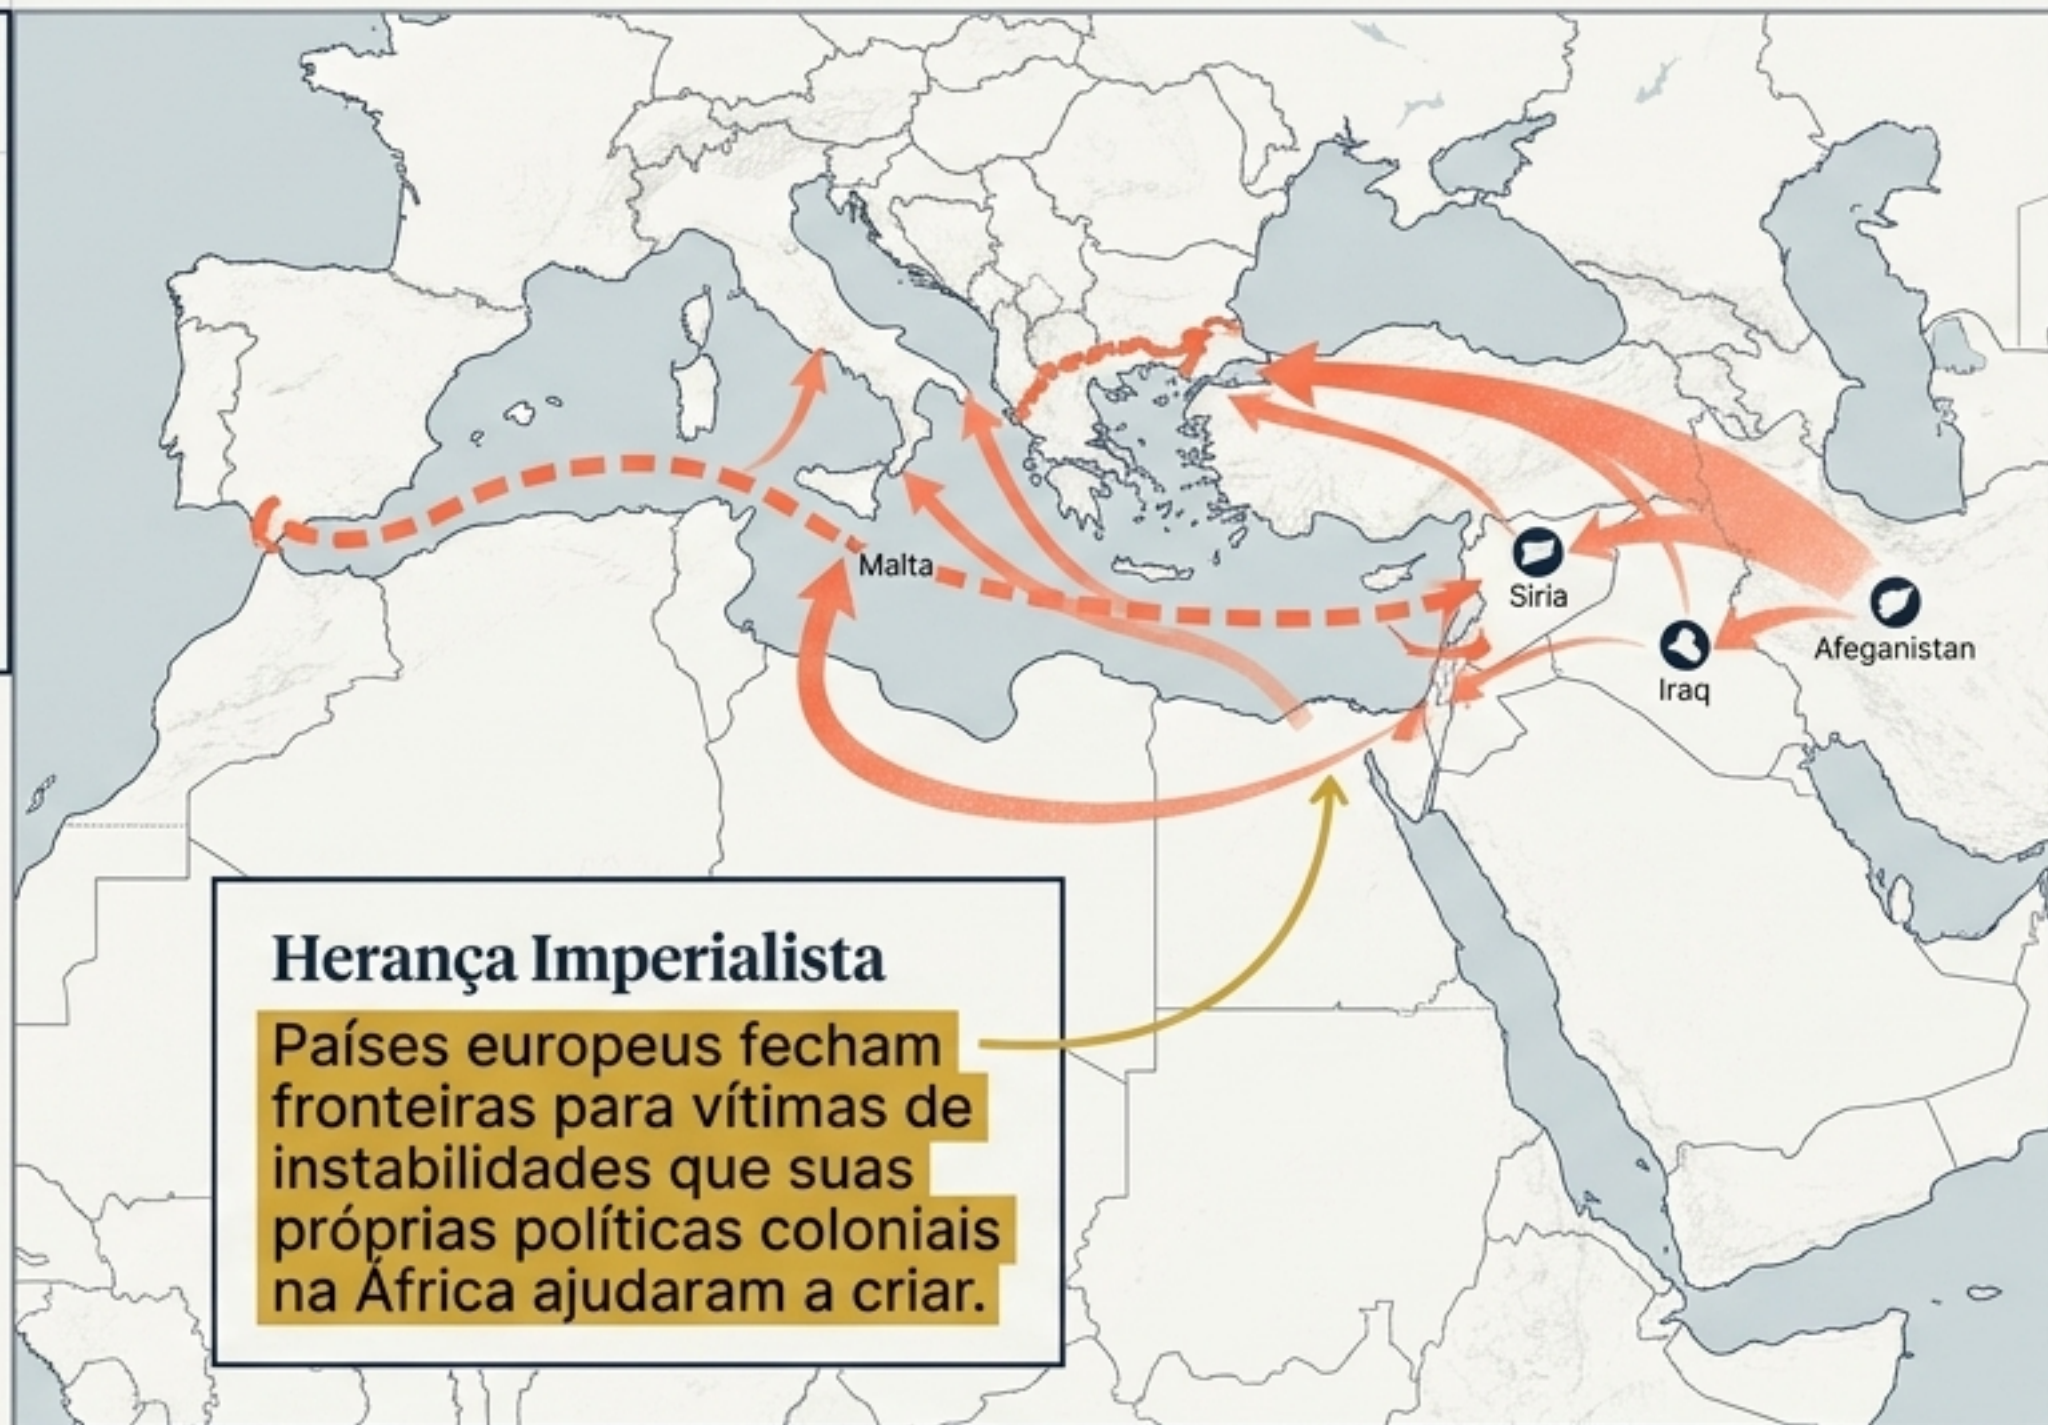 Malta
Siria
Afeganistan
Iraq
Herança Imperialista
Países europeus fecham
fronteiras para vítimas de
instabilidades que suas
próprias políticas coloniais
na África ajudaram a criar.